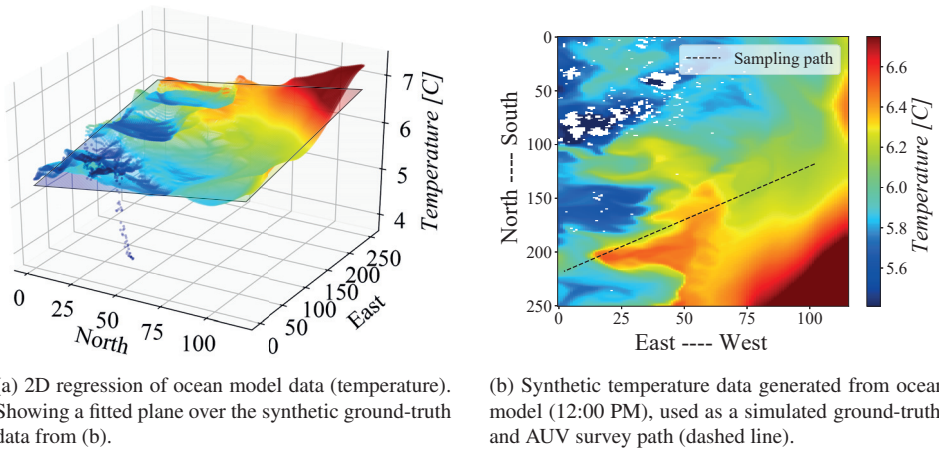 7
6
5
4
Temperature [C]
0
25
50
75
100
North
0
50
100
150
200
250
East
Sampling path
0
50
100
150
200
250
North ---- South
0
25
50
75
100
East ---- West
6.6
6.4
6.2
6.0
5.8
5.6
Temperature [C]
(a) 2D regression of ocean model data (temperature).
Showing a fitted plane over the synthetic ground-truth
data from (b).
(b) Synthetic temperature data generated from ocean
model (12:00 PM), used as a simulated ground-truth
and AUV survey path (dashed line).